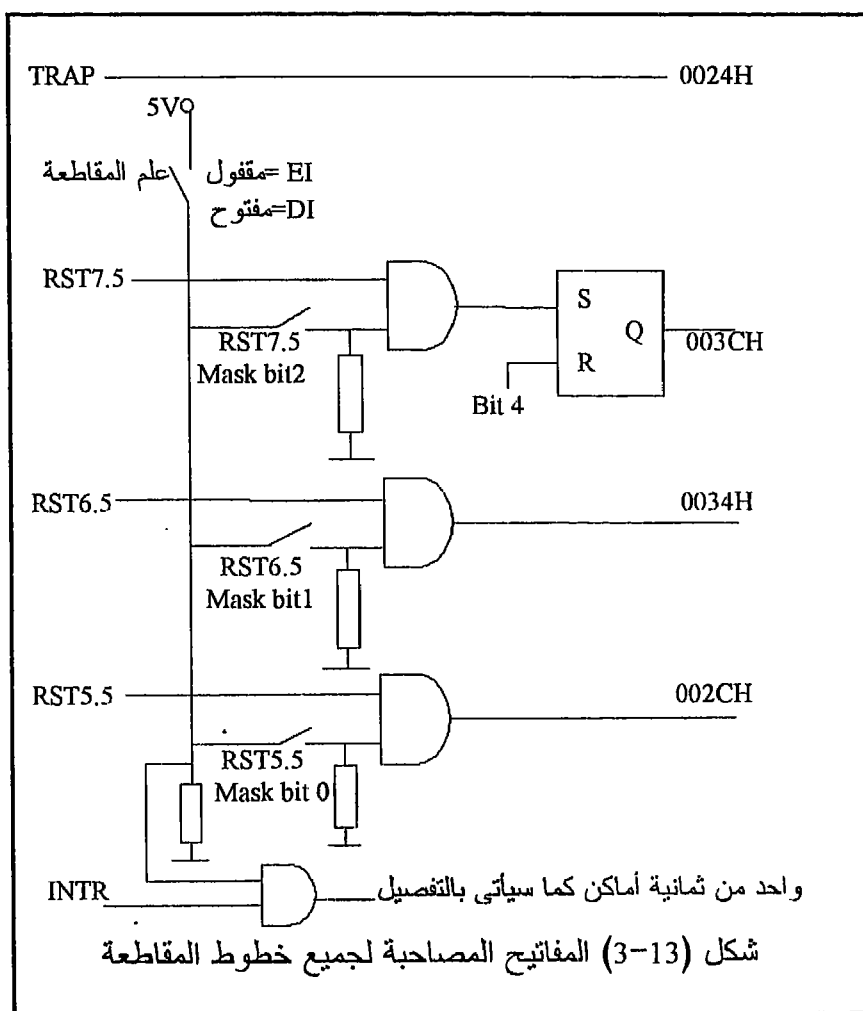 TRAP 0024H
5V
علم المقاطعة مقفول= EI
مفتوح=DI
RST7.5
S
Q
003CH
R
RST7.5
Mask bit2
Bit 4
RST6.5
0034H
RST6.5
Mask bit1
RST5.5
002CH
RST5.5
Mask bit 0
INTR
واحد من ثمانية أماكن كما سيأتى بالتفصيل
شكل (3-13) المفاتيح المصاحبة لجميع خطوط المقاطعة